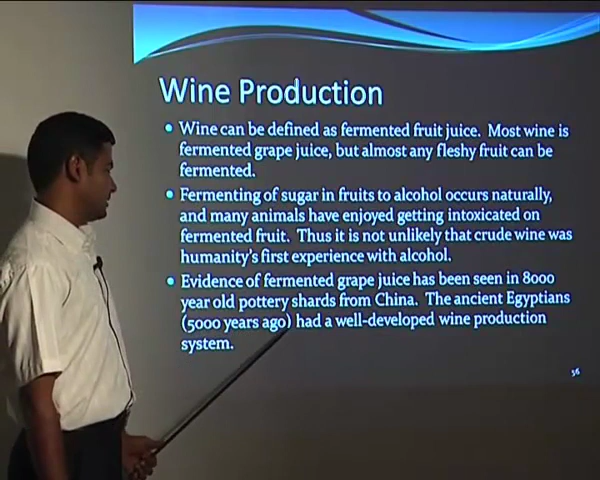 Wine Production
Wine can be defined as fermented fruit juice. Most wine is
fermented grape juice, but almost any fleshy fruit can be
fermented.
Fermenting of sugar in fruits to alcohol occurs naturally,
and many animals have enjoyed getting intoxicated on
fermented fruit. Thus it is not unlikely that crude wine was
humanity's first experience with alcohol.
Evidence of fermented grape juice has been seen in 8000
year old pottery shards from China. The ancient Egyptians
(5000 years ago) had a well-developed wine production
system.
56